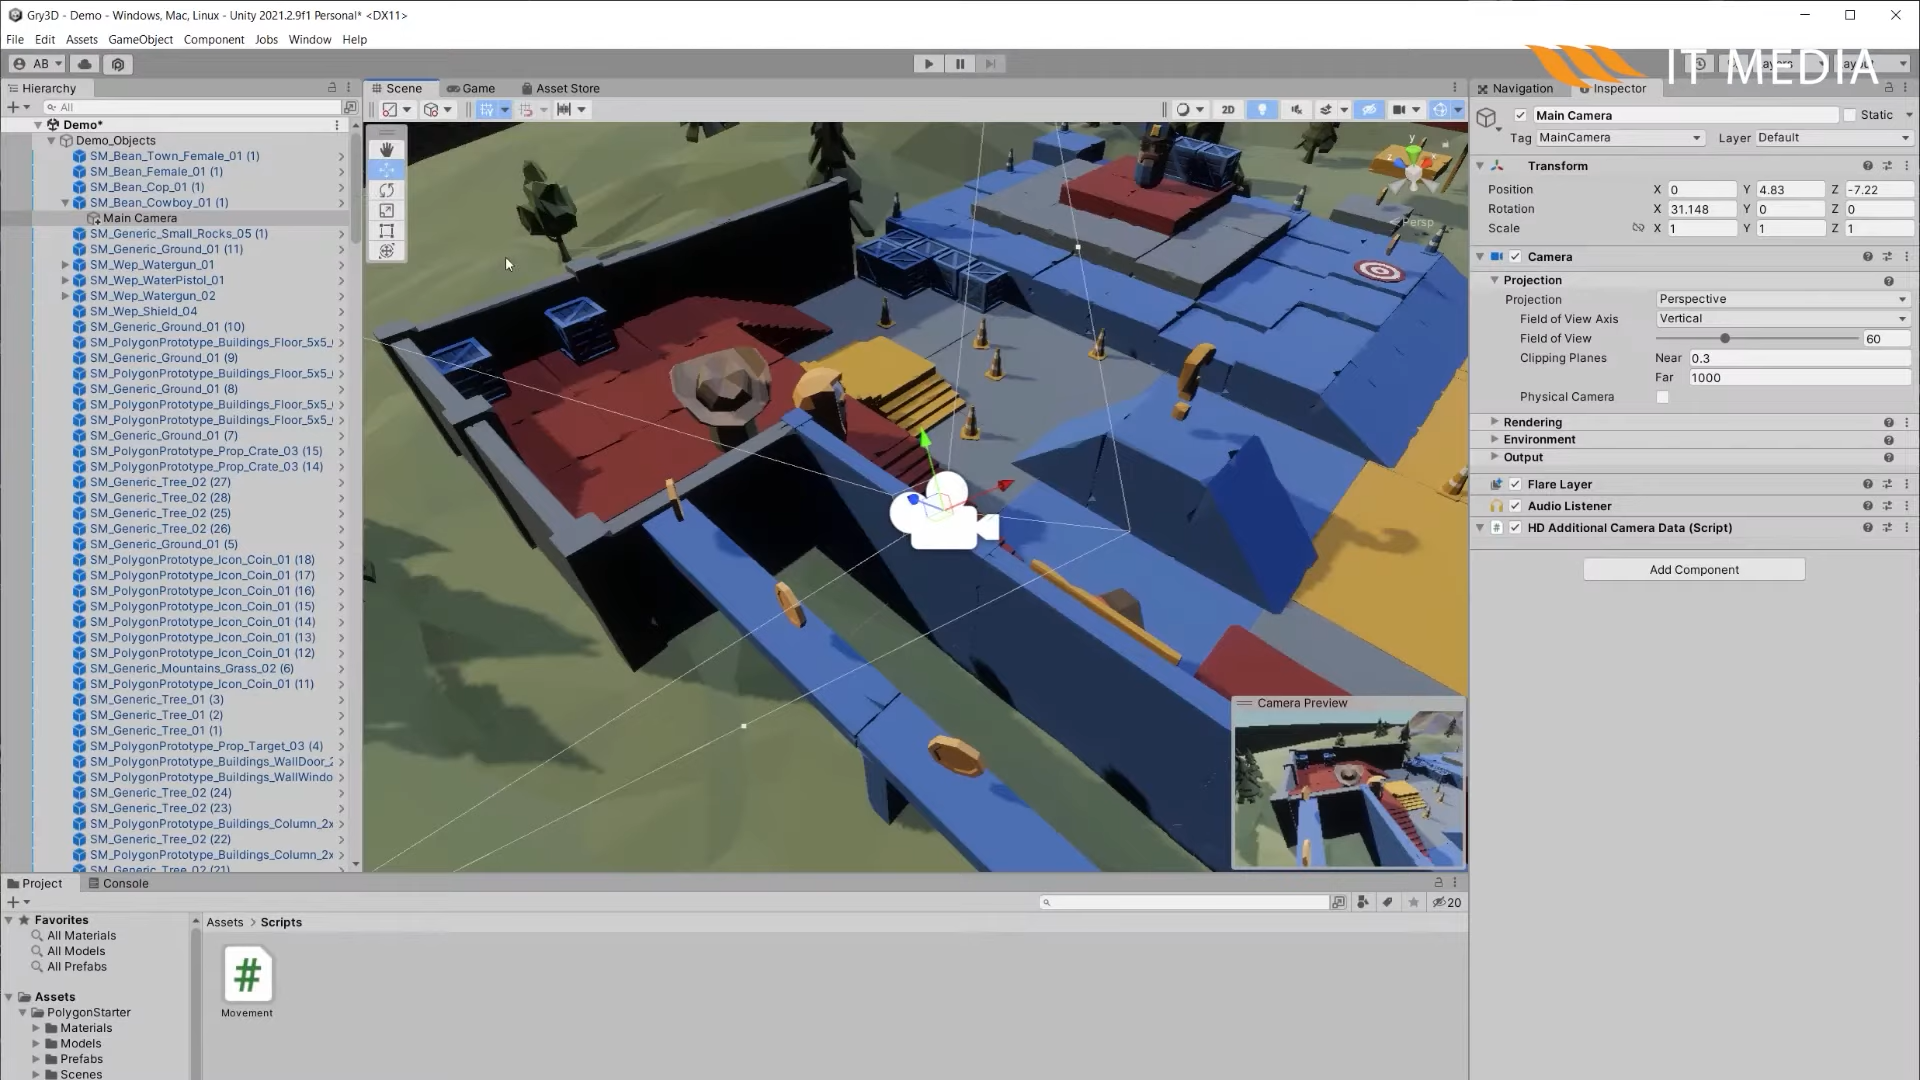 Gry3D - Demo - Windows, Mac, Linux - Unity 2021.2.9f1 Personal* <DX11>
File Edit Assets GameObject Component Jobs Window Help
AB
IT MEDIA
Hierarchy
All
Demo*
Demo_Objects
SM_Bean_Town_Female_01 (1)
SM_Bean_Female_01 (1)
SM_Bean_Cop_01 (1)
SM_Bean_Cowboy_01 (1)
Main Camera
SM_Generic_Small_Rocks_05 (1)
SM_Generic_Ground_01 (11)
SM_Wep_Watergun_01
SM_Wep_WaterPistol_01
SM_Wep_Watergun_02
SM_Wep_Shield_04
SM_Generic_Ground_01 (10)
SM_PolygonPrototype_Buildings_Floor_5x5_
SM_Generic_Ground_01 (9)
SM_PolygonPrototype_Buildings_Floor_5x5_
SM_Generic_Ground_01 (8)
SM_PolygonPrototype_Buildings_Floor_5x5_
SM_PolygonPrototype_Buildings_Floor_5x5_
SM_Generic_Ground_01 (7)
SM_PolygonPrototype_Prop_Crate_03 (15)
SM_PolygonPrototype_Prop_Crate_03 (14)
SM_Generic_Tree_02 (27)
SM_Generic_Tree_02 (28)
SM_Generic_Tree_02 (25)
SM_Generic_Tree_02 (26)
SM_Generic_Ground_01 (5)
SM_PolygonPrototype_Icon_Coin_01 (18)
SM_PolygonPrototype_Icon_Coin_01 (17)
SM_PolygonPrototype_Icon_Coin_01 (16)
SM_PolygonPrototype_Icon_Coin_01 (15)
SM_PolygonPrototype_Icon_Coin_01 (14)
SM_PolygonPrototype_Icon_Coin_01 (13)
SM_PolygonPrototype_Icon_Coin_01 (12)
SM_Generic_Mountains_Grass_02 (6)
SM_PolygonPrototype_Icon_Coin_01 (11)
SM_Generic_Tree_01 (3)
SM_Generic_Tree_01 (2)
SM_Generic_Tree_01 (1)
SM_PolygonPrototype_Prop_Target_03 (4)
SM_PolygonPrototype_Buildings_WallDoor_2
SM_PolygonPrototype_Buildings_WallWindo
SM_Generic_Tree_02 (24)
SM_Generic_Tree_02 (23)
SM_PolygonPrototype_Buildings_Column_2x
SM_Generic_Tree_02 (22)
SM_PolygonPrototype_Buildings_Column_2x
SM_Generic_Tree_02 (21)
Scene Game Asset Store
2D
y
Persp
Camera Preview
Navigation Inspector
Main Camera Static
Tag MainCamera Layer Default
Transform
Position X 0 Y 4.83 Z -7.22
Rotation X 31.148 Y 0 Z 0
Scale X 1 Y 1 Z 1
Camera
Projection
Projection Perspective
Field of View Axis Vertical
Field of View 60
Clipping Planes Near 0.3
Far 1000
Physical Camera
Rendering
Environment
Output
Flare Layer
Audio Listener
# HD Additional Camera Data (Script)
Add Component
Project Console
20
Favorites
All Materials
All Models
All Prefabs
Assets
PolygonStarter
Materials
Models
Prefabs
Scenes
Assets > Scripts
#
Movement